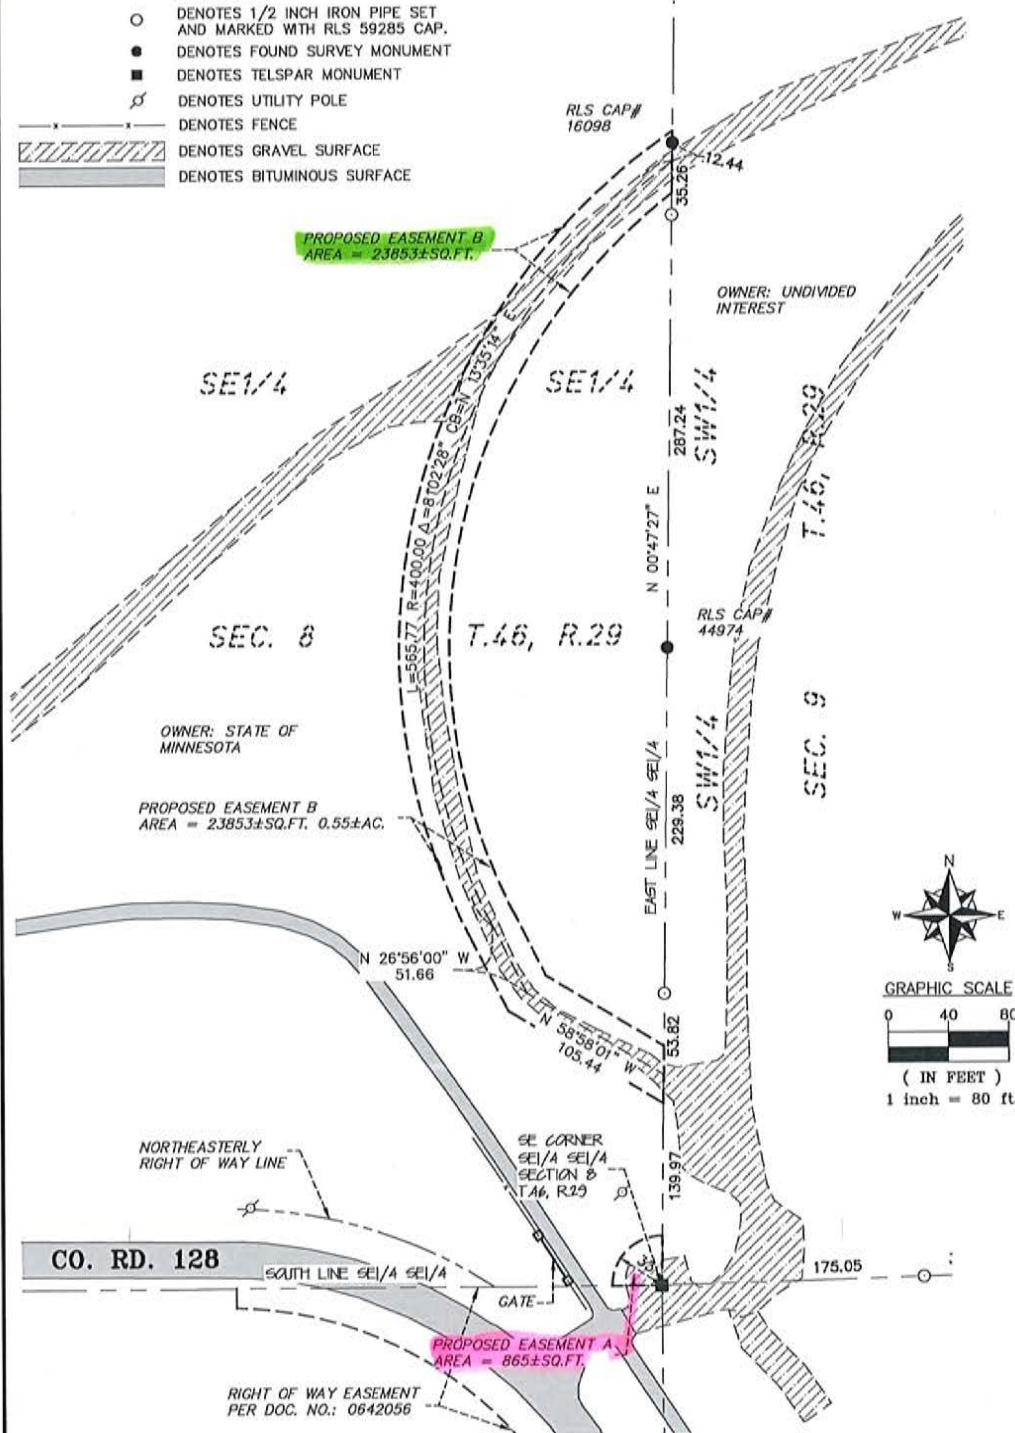 DENOTES 1/2 INCH IRON PIPE SET
AND MARKED WITH RLS 59285 CAP.
DENOTES FOUND SURVEY MONUMENT
DENOTES TELSPAR MONUMENT
DENOTES UTILITY POLE
DENOTES FENCE
DENOTES GRAVEL SURFACE
DENOTES BITUMINOUS SURFACE
RLS CAP#
16098
12.44
35.26
PROPOSED EASEMENT B
AREA = 23853±SQ.FT.
OWNER: UNDIVIDED
INTEREST
SE1/4
SE1/4
SW1/4
T.46, R.29
287.24
N 00°47'27" E
L=565.77 R=400.00 Δ=81°02'28" CB=N 13°35'14" E
RLS CAP#
44974
SEC. 8
T.46, R.29
OWNER: STATE OF
MINNESOTA
SW1/4
SEC. 9
EAST LINE SE1/4 SE1/4
229.38
PROPOSED EASEMENT B
AREA = 23853±SQ.FT. 0.55±AC.
N
W
E
S
N 26°56'00" W
51.66
GRAPHIC SCALE
0 40 80
( IN FEET )
1 inch = 80 ft
N 58°58'01" W
105.44
53.82
NORTHEASTERLY
RIGHT OF WAY LINE
SE CORNER
SE1/4 SE1/4
SECTION 8
T.46, R.29
139.97
CO. RD. 128
SOUTH LINE SE1/4 SE1/4
GATE
175.05
PROPOSED EASEMENT A
AREA = 865±SQ.FT.
RIGHT OF WAY EASEMENT
PER DOC. NO.: 0642056